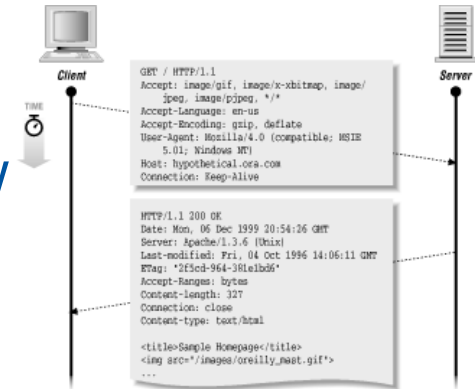 Client
Server
TIME
GET / HTTP/1.1
Accept: image/gif, image/x-xbitmap, image/
jpeg, image/pjpeg, */*
Accept-Language: en-us
Accept-Encoding: gzip, deflate
User-Agent: Mozilla/4.0 (compatible; MSIE
5.01; Windows NT)
Host: hypothetical.ora.com
Connection: Keep-Alive
HTTP/1.1 200 OK
Date: Mon, 06 Dec 1999 20:54:26 GMT
Server: Apache/1.3.6 (Unix)
Last-modified: Fri, 04 Oct 1996 14:06:11 GMT
ETag: "2f5cd-964-381e1bd6"
Accept-Ranges: bytes
Content-length: 327
Connection: close
Content-type: text/html
<title>Sample Homepage</title>
<img src="/images/oreilly_mast.gif">
...